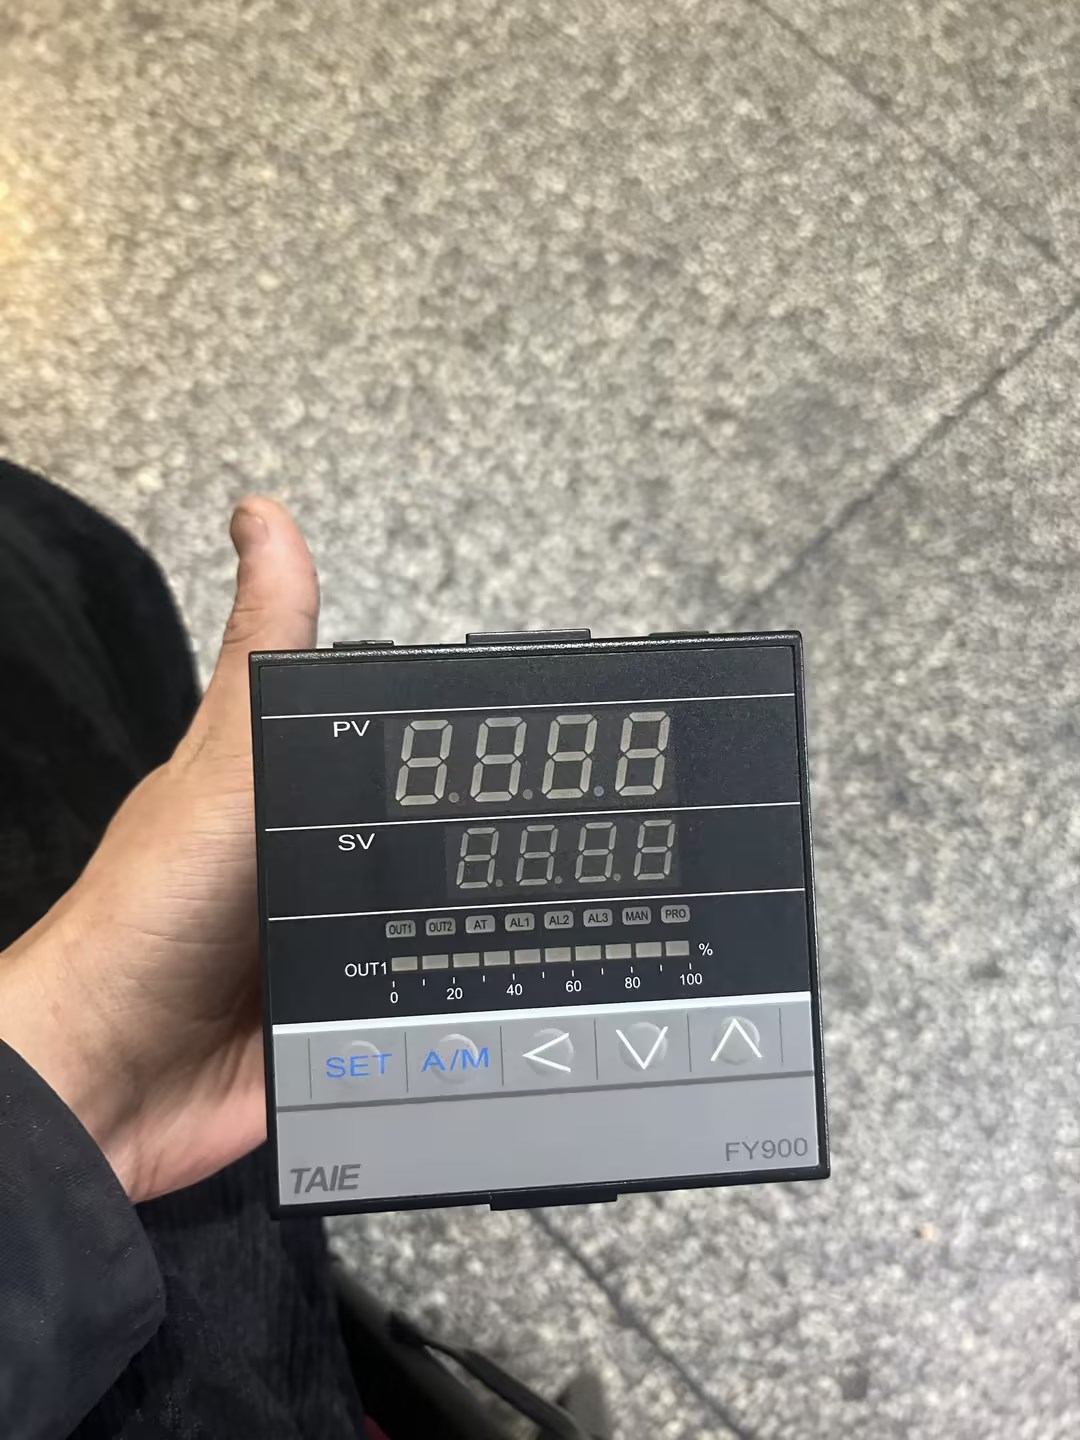 PV
SV
OUT1 OUT2 AT AL1 AL2 AL3 MAN PRO
OUT1 %
0 20 40 60 80 100
SET A/M < V Λ
TAIE FY900